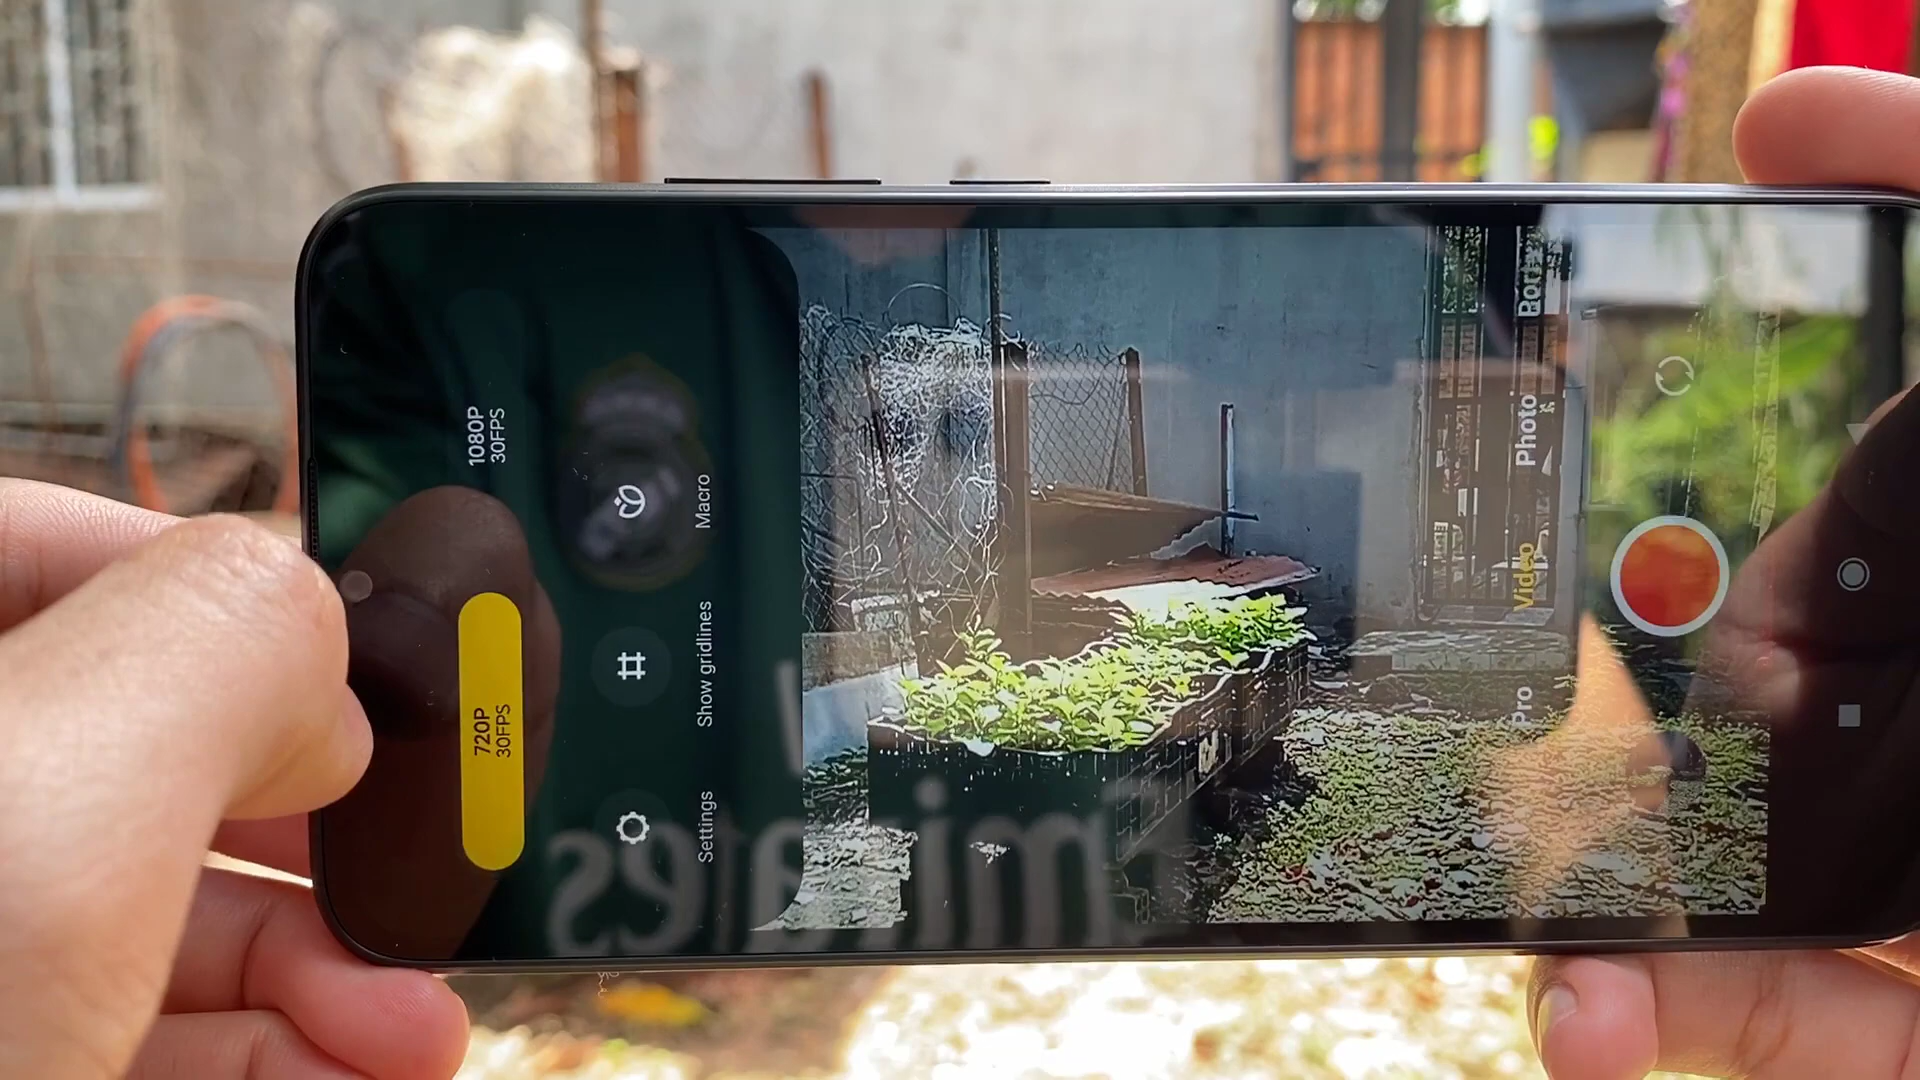 1080P
30FPS
720P
30FPS
Macro
Show gridlines
Settings
Photo
Video
Pro